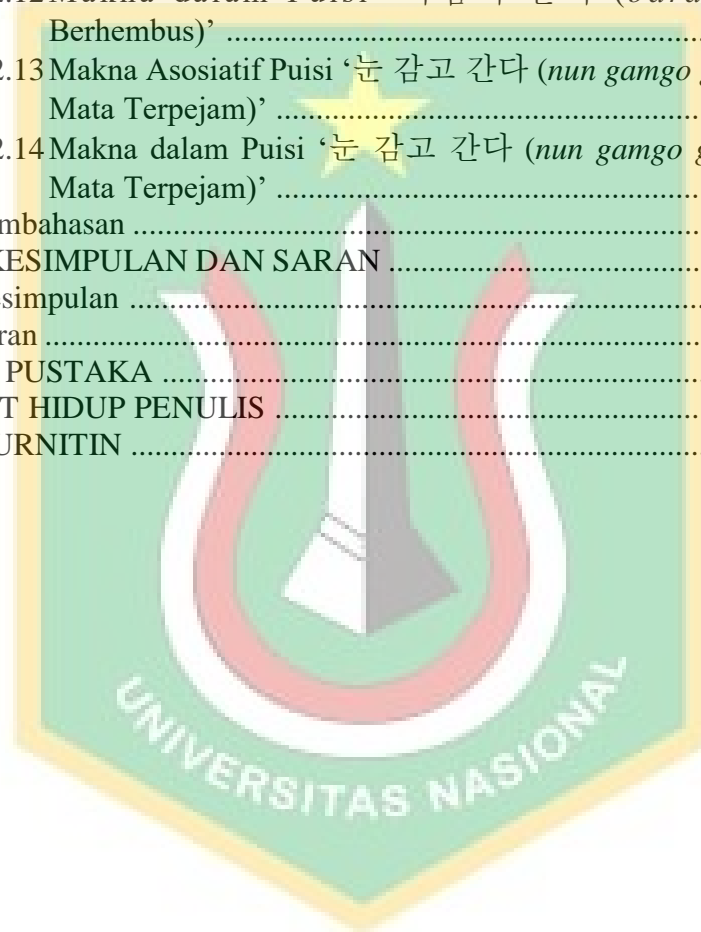 Berhembus)’ ......................................................
2.13 Makna Asosiatif Puisi ‘눈 감고 간다 (nun gamgo
Mata Terpejam)’ ................................................
2.14 Makna dalam Puisi ‘눈 감고 간다 (nun gamgo
Mata Terpejam)’ ................................................
mbahasan ..........................................................
KESIMPULAN DAN SARAN ........................................
esimpulan ..........................................................
ran .....................................................................
PUSTAKA ..........................................................
T HIDUP PENULIS ................................................
URNITIN ............................................................
UNIVERSITAS NASIONAL